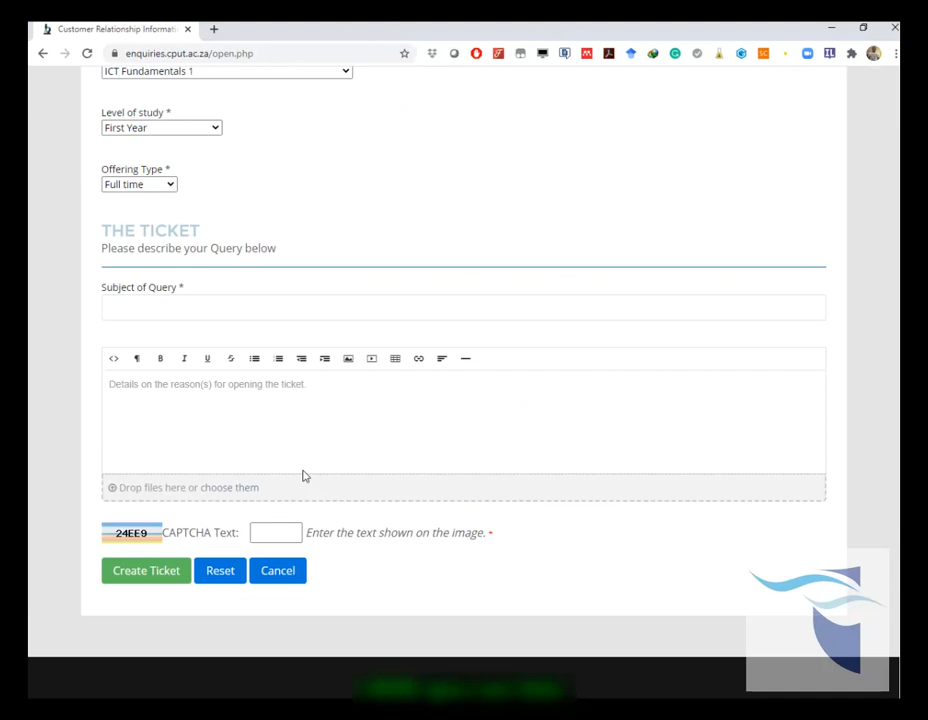 Customer Relationship Informati
enquiries.cput.ac.za/open.php
ICT Fundamentals 1
Level of study *
First Year
Offering Type *
Full time
THE TICKET
Please describe your Query below
Subject of Query *
Details on the reason(s) for opening the ticket.
Drop files here or choose them
24EE9 CAPTCHA Text: Enter the text shown on the image. *
Create Ticket Reset Cancel